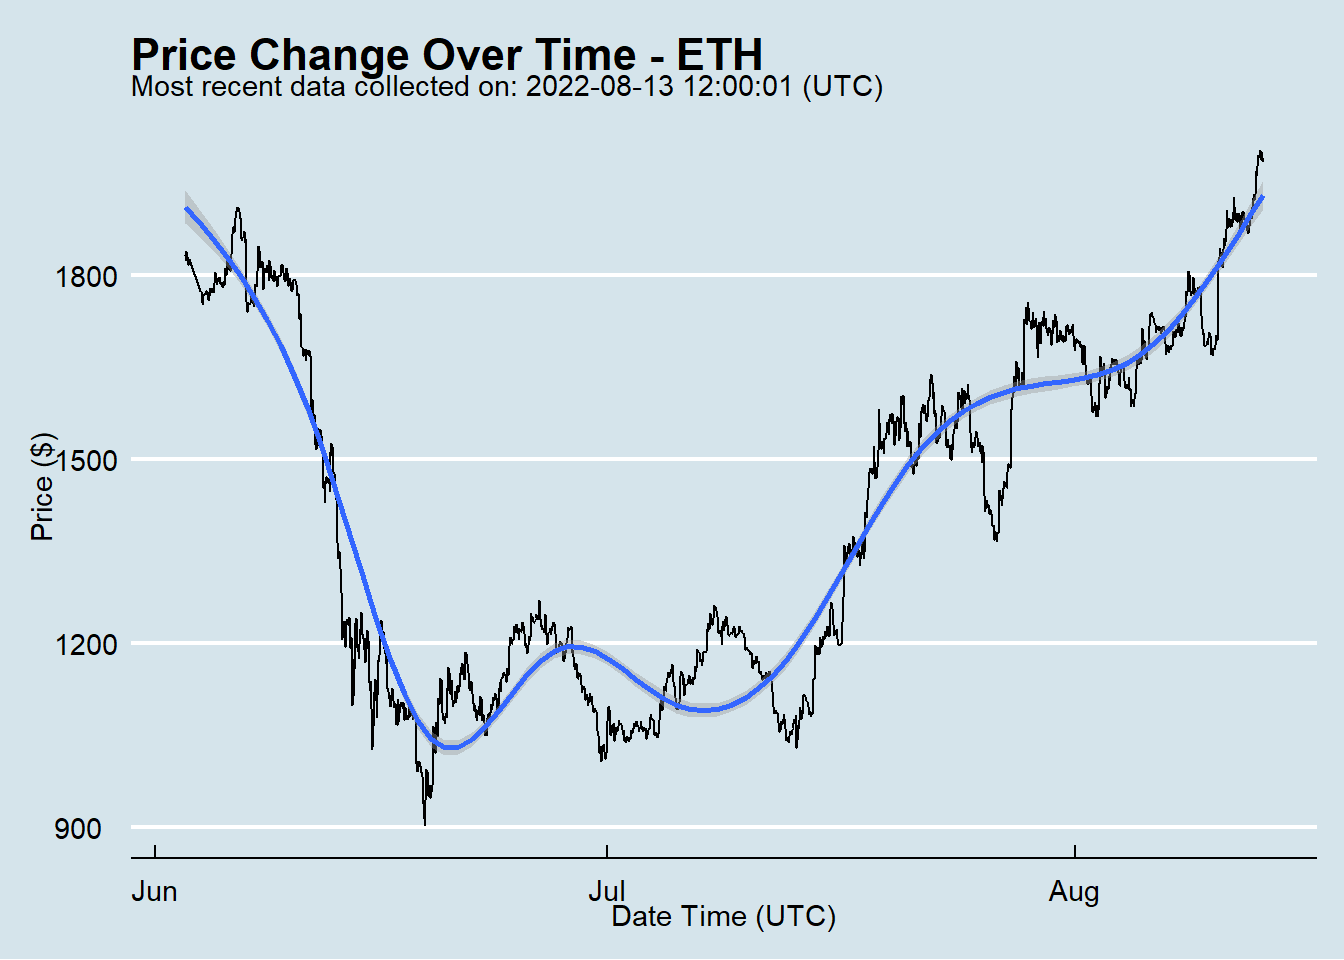 Price Change Over Time - ETH
Most recent data collected on: 2022-08-13 12:00:01 (UTC)
1800
1500
1200
900
Price ($)
Jun
Jul
Aug
Date Time (UTC)